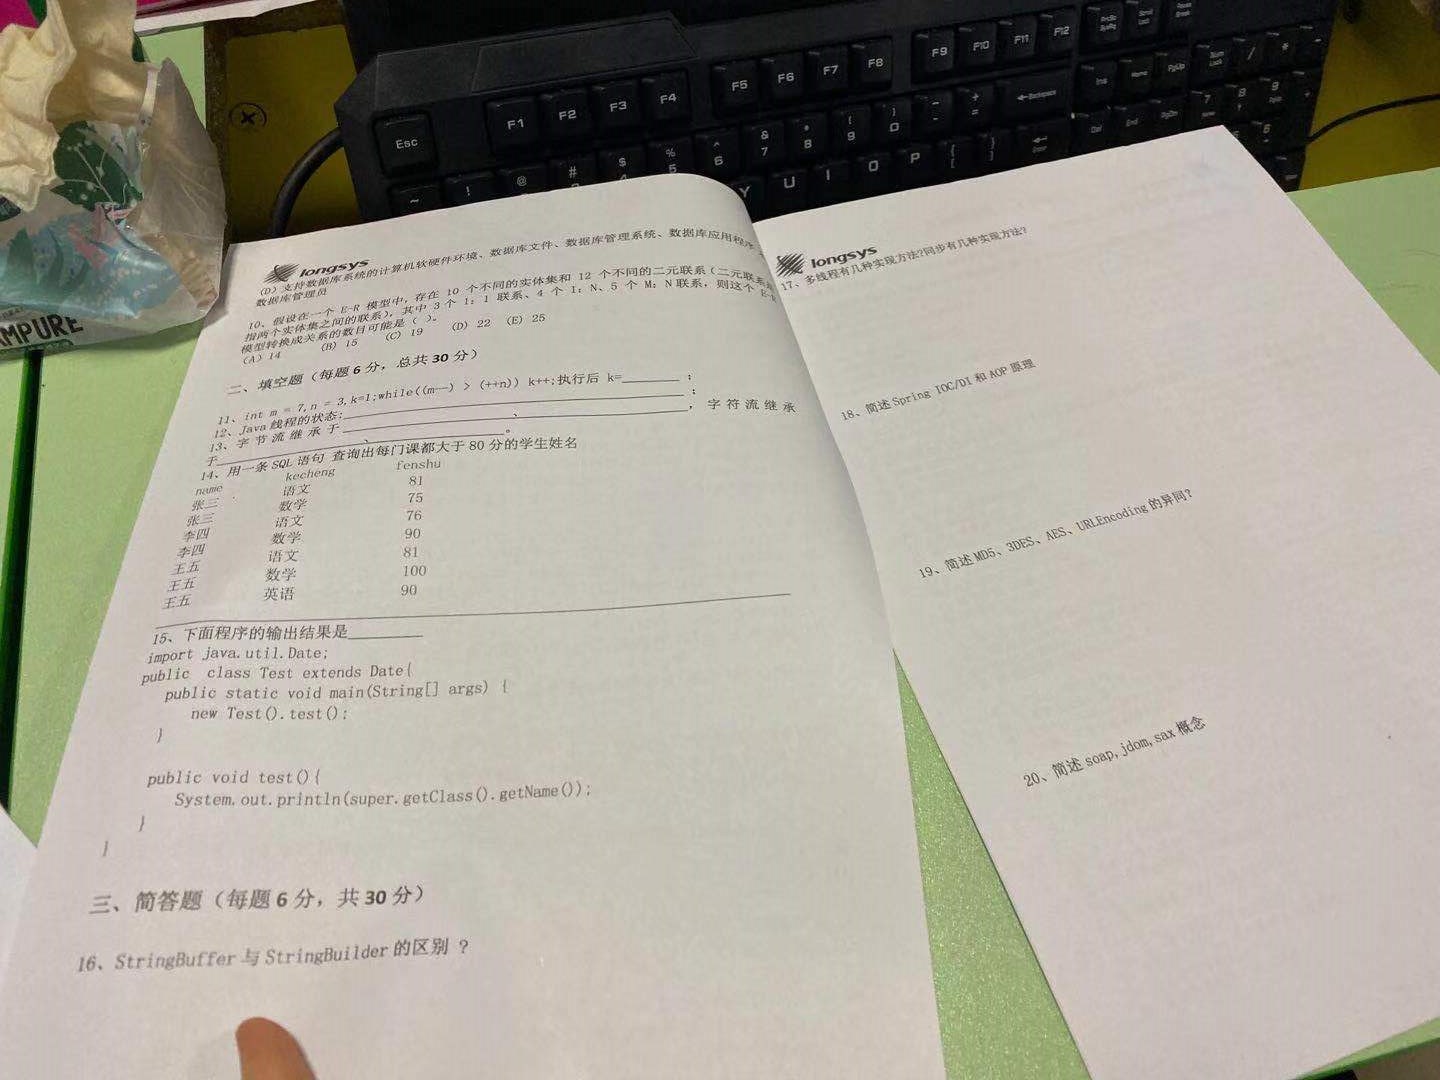 longsys
(D) 支持数据库系统的计算机软硬件环境、数据库文件、数据库管理系统、数据库应用程序
数据库管理员
10、假设在一个 E-R 模型中，存在 10 个不同的实体集和 12 个不同的二元联系（二元联系
指两个实体集之间的联系），其中 3 个 1：1 联系、4 个 1：N、5 个 M：N 联系，则这个 E-R
模型转换成关系的数目可能是（ ）。
(A) 14 (B) 15 (C) 19 (D) 22 (E) 25
二、填空题（每题 6 分，总共 30 分）
11、int m = 7,n = 3,k=1;while((m--) > (++n)) k++;执行后 k=________ ；
12、Java 线程的状态:________ ；
13、字节流继承于________、________，字符流继承
于________、________。
14、用一条 SQL 语句 查询出每门课都大于 80 分的学生姓名
name kecheng fenshu
张三 语文 81
张三 数学 75
李四 语文 76
李四 数学 90
王五 语文 81
王五 数学 100
王五 英语 90
15、下面程序的输出结果是________
import java.util.Date;
public class Test extends Date{
public static void main(String[] args) {
new Test().test();
}
public void test(){
System.out.println(super.getClass().getName());
}
}
三、简答题（每题 6 分，共 30 分）
16、StringBuffer 与 StringBuilder 的区别 ？
longsys
17、多线程有几种实现方法?同步有几种实现方法?
18、简述 Spring IOC/DI 和 AOP 原理
19、简述 MD5、3DES、AES、URLEncoding 的异同?
20、简述 soap,jdom,sax 概念
Esc F1 F2 F3 F4 F5 F6 F7 F8 F9 F10 F11 F12
Backspace
U I O P
MPURE